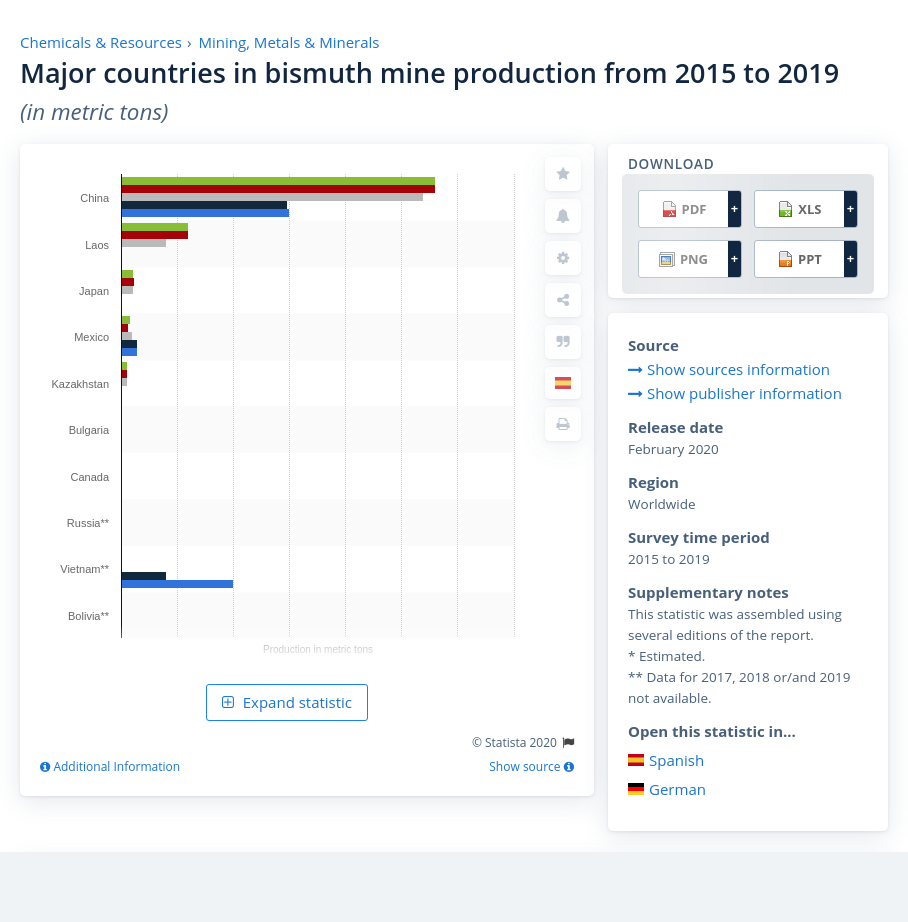 Chemicals & Resources › Mining, Metals & Minerals
Major countries in bismuth mine production from 2015 to 2019
(in metric tons)
China
Laos
Japan
Mexico
Kazakhstan
Bulgaria
Canada
Russia**
Vietnam**
Bolivia**
Production in metric tons
Expand statistic
© Statista 2020
Additional Information
Show source
DOWNLOAD
PDF +
XLS +
PNG +
PPT +
Source
Show sources information
Show publisher information
Release date
February 2020
Region
Worldwide
Survey time period
2015 to 2019
Supplementary notes
This statistic was assembled using
several editions of the report.
* Estimated.
** Data for 2017, 2018 or/and 2019
not available.
Open this statistic in...
Spanish
German